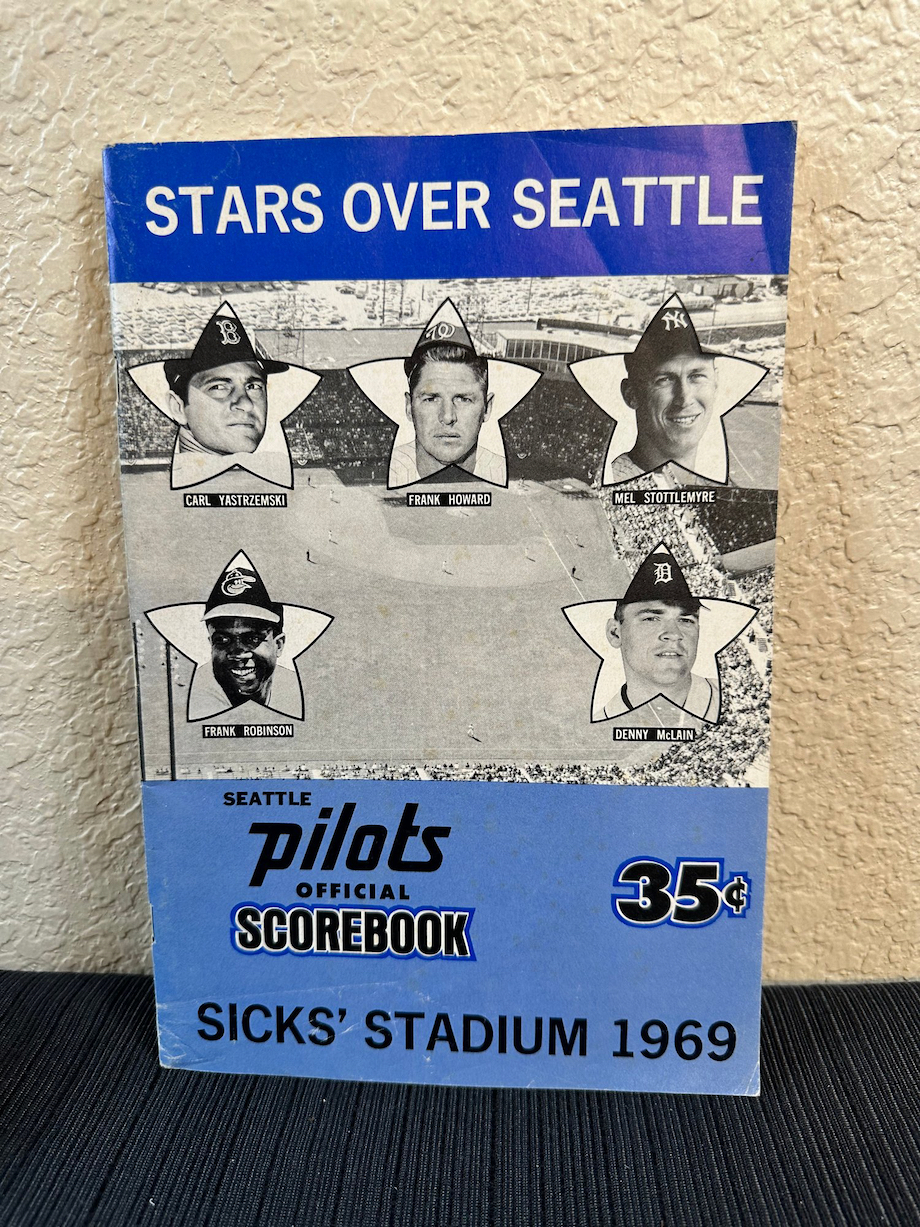 STARS OVER SEATTLE
B
W
NY
CARL YASTRZEMSKI
FRANK HOWARD
MEL STOTTLEMYRE
D
FRANK ROBINSON
DENNY McLAIN
SEATTLE
pilots
OFFICIAL
SCOREBOOK
35¢
SICKS' STADIUM 1969